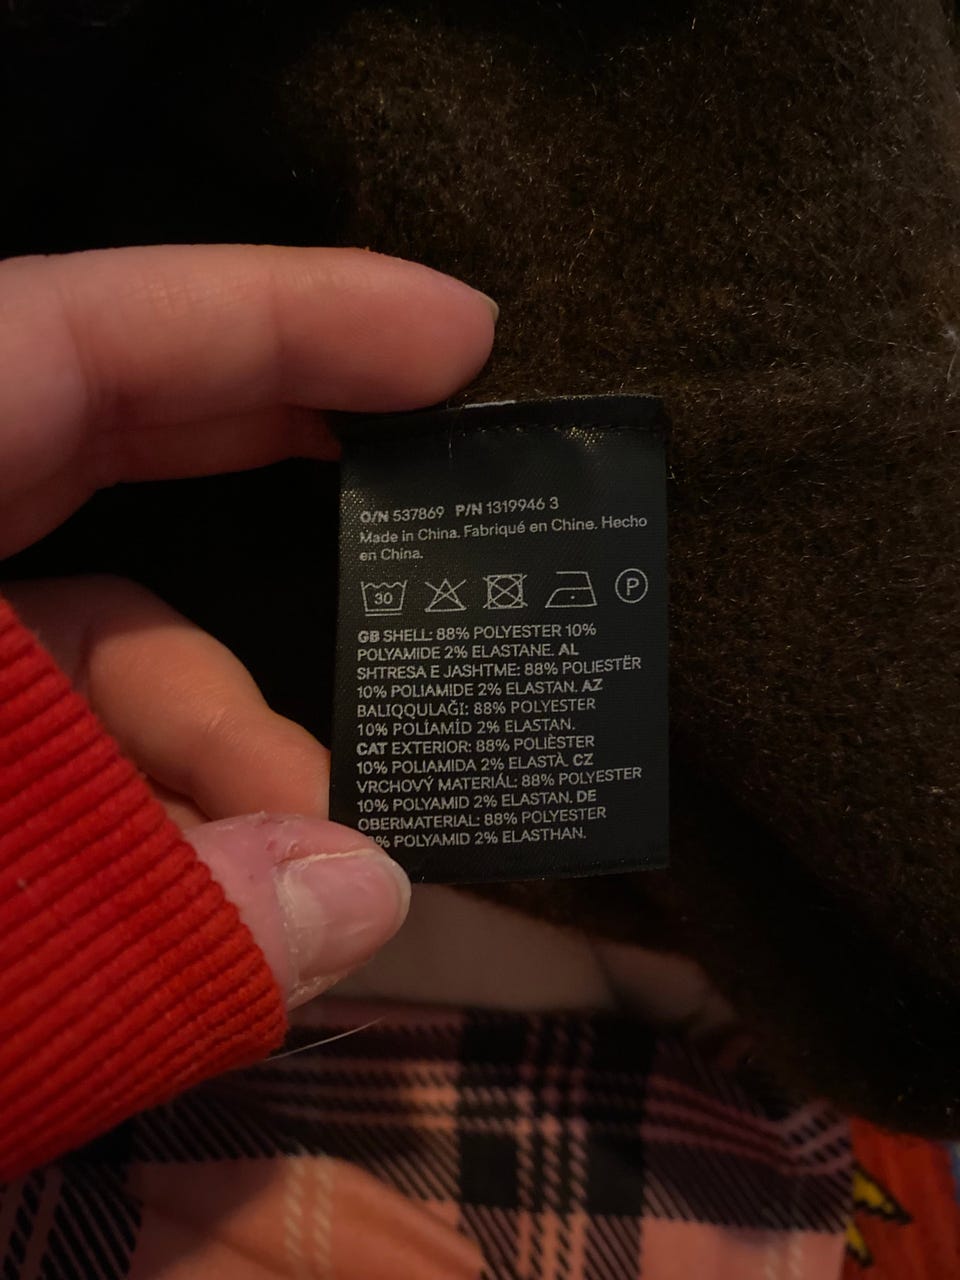 O/N 537869 P/N 1319946 3
Made in China. Fabriqué en Chine. Hecho
en China.
30 P
GB SHELL: 88% POLYESTER 10%
POLYAMIDE 2% ELASTANE. AL
SHTRESA E JASHTME: 88% POLIESTËR
10% POLIAMIDE 2% ELASTAN. AZ
BALIQQULAĞI: 88% POLYESTER
10% POLİAMİD 2% ELASTAN.
CAT EXTERIOR: 88% POLIÈSTER
10% POLIAMIDA 2% ELASTÀ. CZ
VRCHOVÝ MATERIÁL: 88% POLYESTER
10% POLYAMID 2% ELASTAN. DE
OBERMATERIAL: 88% POLYESTER
% POLYAMID 2% ELASTHAN.